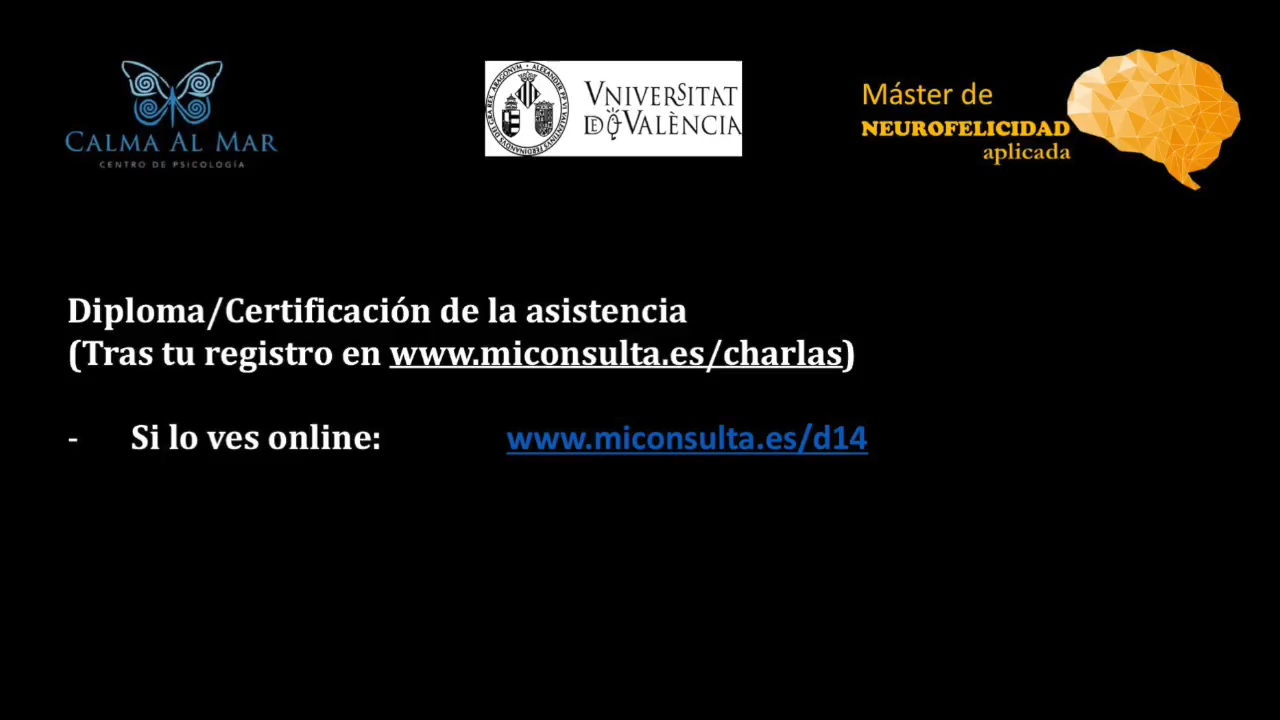 CALMA AL MAR
CENTRO DE PSICOLOGÍA
VNIVERSITAT
DE VALÈNCIA
Máster de
NEUROFELICIDAD
aplicada
Diploma/Certificación de la asistencia
(Tras tu registro en www.miconsulta.es/charlas)
- Si lo ves online: www.miconsulta.es/d14